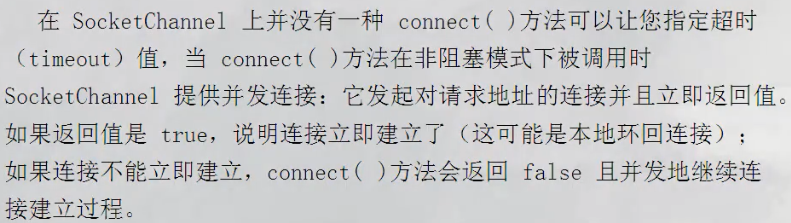 在 SocketChannel 上并没有一种 connect( )方法可以让您指定超时
（timeout）值，当 connect( )方法在非阻塞模式下被调用时
SocketChannel 提供并发连接：它发起对请求地址的连接并且立即返回值。
如果返回值是 true，说明连接立即建立了（这可能是本地环回连接）；
如果连接不能立即建立，connect( )方法会返回 false 且并发地继续连
接建立过程。